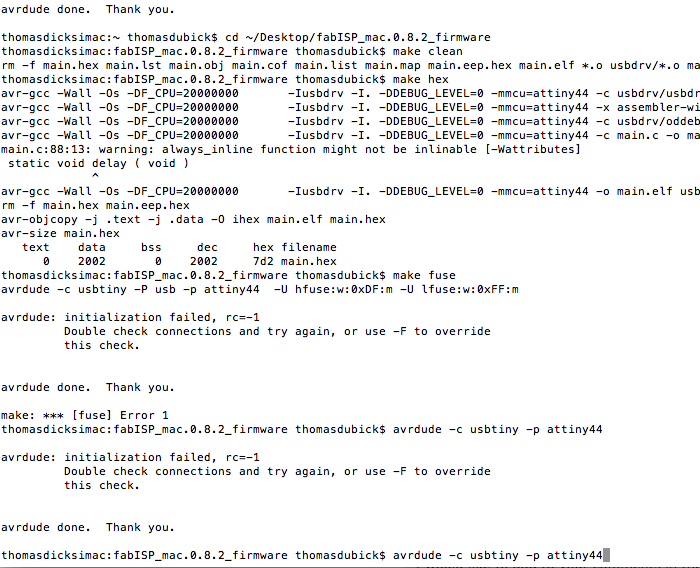 avrdude done.  Thank you.
thomasdicksimac:~ thomasdubick$ cd ~/Desktop/fabISP_mac.0.8.2_firmware
thomasdicksimac:fabISP_mac.0.8.2_firmware thomasdubick$ make clean
rm -f main.hex main.lst main.obj main.cof main.list main.map main.eep.hex main.elf *.o usbdrv/*.o ma
thomasdicksimac:fabISP_mac.0.8.2_firmware thomasdubick$ make hex
avr-gcc -Wall -Os -DF_CPU=20000000       -Iusbdrv -I. -DDEBUG_LEVEL=0 -mmcu=attiny44 -c usbdrv/usbdr
avr-gcc -Wall -Os -DF_CPU=20000000       -Iusbdrv -I. -DDEBUG_LEVEL=0 -mmcu=attiny44 -x assembler-wi
avr-gcc -Wall -Os -DF_CPU=20000000       -Iusbdrv -I. -DDEBUG_LEVEL=0 -mmcu=attiny44 -c usbdrv/oddeb
avr-gcc -Wall -Os -DF_CPU=20000000       -Iusbdrv -I. -DDEBUG_LEVEL=0 -mmcu=attiny44 -c main.c -o ma
main.c:88:13: warning: always_inline function might not be inlinable [-Wattributes]
 static void delay ( void )
             ^
avr-gcc -Wall -Os -DF_CPU=20000000       -Iusbdrv -I. -DDEBUG_LEVEL=0 -mmcu=attiny44 -o main.elf usb
rm -f main.hex main.eep.hex
avr-objcopy -j .text -j .data -O ihex main.elf main.hex
avr-size main.hex
   text    data     bss     dec     hex filename
      0    2002       0    2002     7d2 main.hex
thomasdicksimac:fabISP_mac.0.8.2_firmware thomasdubick$ make fuse
avrdude -c usbtiny -P usb -p attiny44  -U hfuse:w:0xDF:m -U lfuse:w:0xFF:m
avrdude: initialization failed, rc=-1
         Double check connections and try again, or use -F to override
         this check.
avrdude done.  Thank you.
make: *** [fuse] Error 1
thomasdicksimac:fabISP_mac.0.8.2_firmware thomasdubick$ avrdude -c usbtiny -p attiny44
avrdude: initialization failed, rc=-1
         Double check connections and try again, or use -F to override
         this check.
avrdude done.  Thank you.
thomasdicksimac:fabISP_mac.0.8.2_firmware thomasdubick$ avrdude -c usbtiny -p attiny44